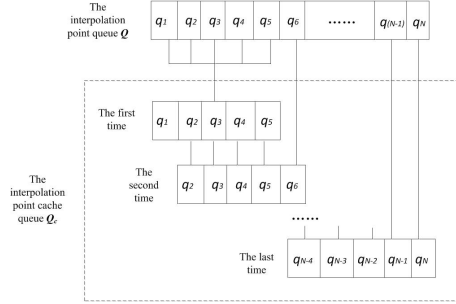 The
interpolation
point queue Q
q1 q2 q3 q4 q5 q6 ...... q(N-1) qN
The first
time
q1 q2 q3 q4 q5
The
second
time
q2 q3 q4 q5 q6
The
interpolation
point cache
queue Qc
......
The last
time
qN-4 qN-3 qN-2 qN-1 qN